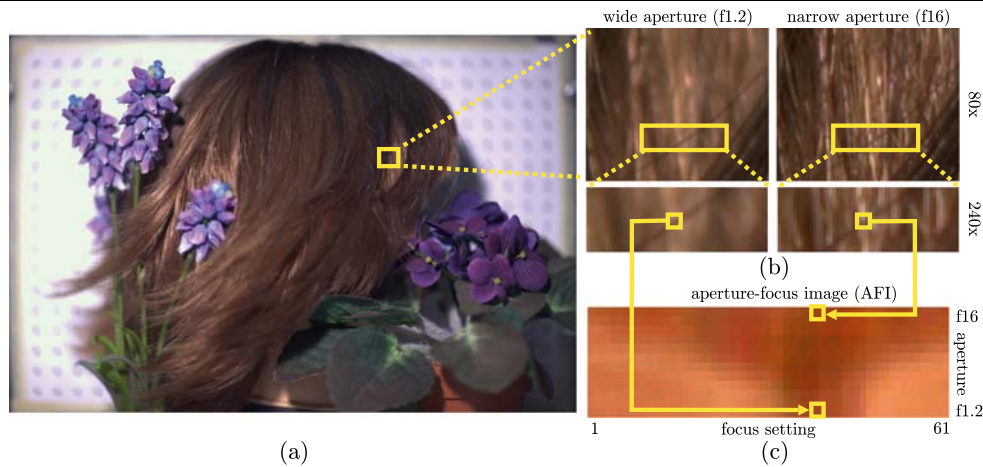 wide aperture (f1.2)
narrow aperture (f16)
80x
240x
(b)
aperture-focus image (AFI)
f16
aperture
f1.2
1
focus setting
61
(a)
(c)